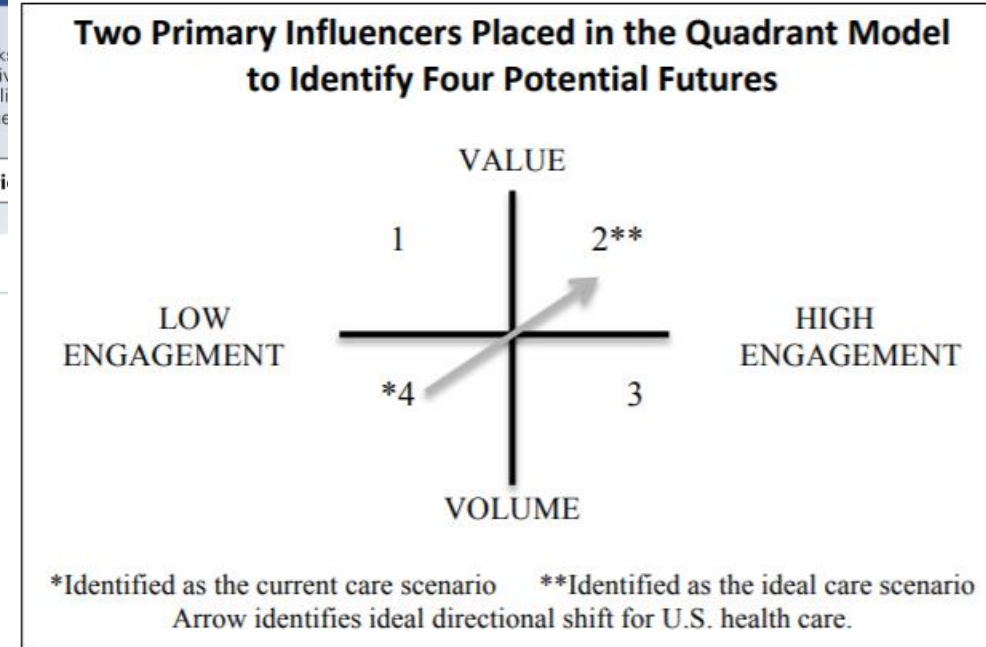 Two Primary Influencers Placed in the Quadrant Model
to Identify Four Potential Futures
VALUE
1
2**
LOW
ENGAGEMENT
HIGH
ENGAGEMENT
*4
3
VOLUME
*Identified as the current care scenario **Identified as the ideal care scenario
Arrow identifies ideal directional shift for U.S. health care.